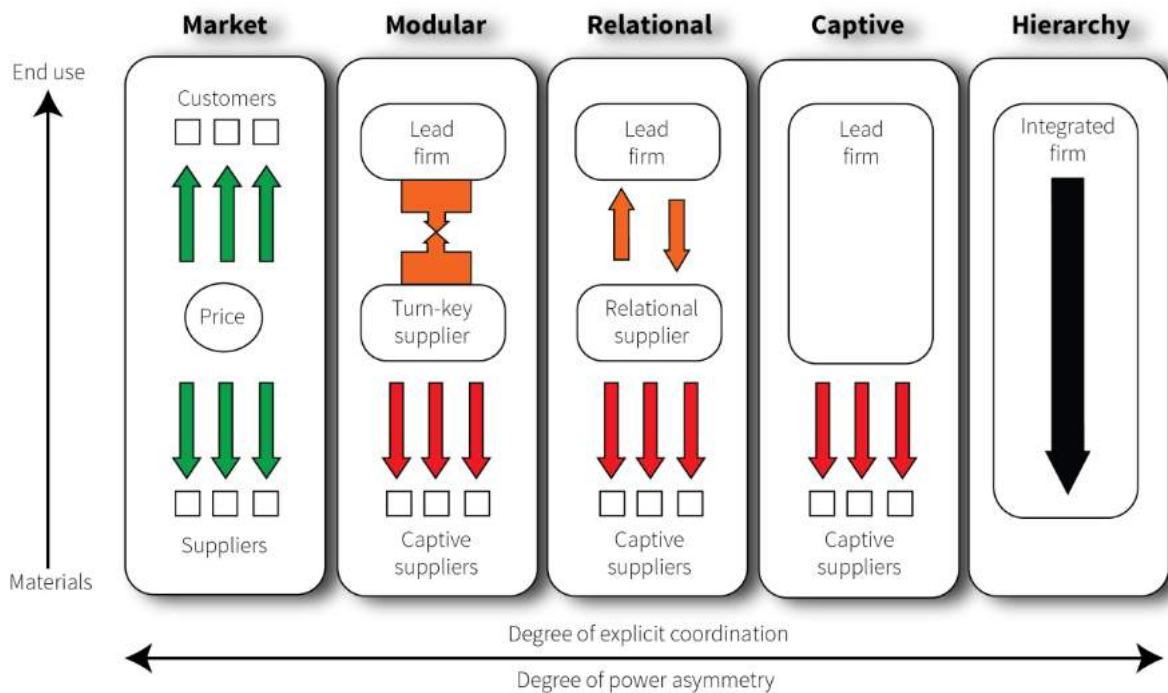 Market
Modular
Relational
Captive
Hierarchy
End use
Materials
Customers
Price
Suppliers
Lead
firm
Turn-key
supplier
Captive
suppliers
Lead
firm
Relational
supplier
Captive
suppliers
Lead
firm
Captive
suppliers
Integrated
firm
Degree of explicit coordination
Degree of power asymmetry